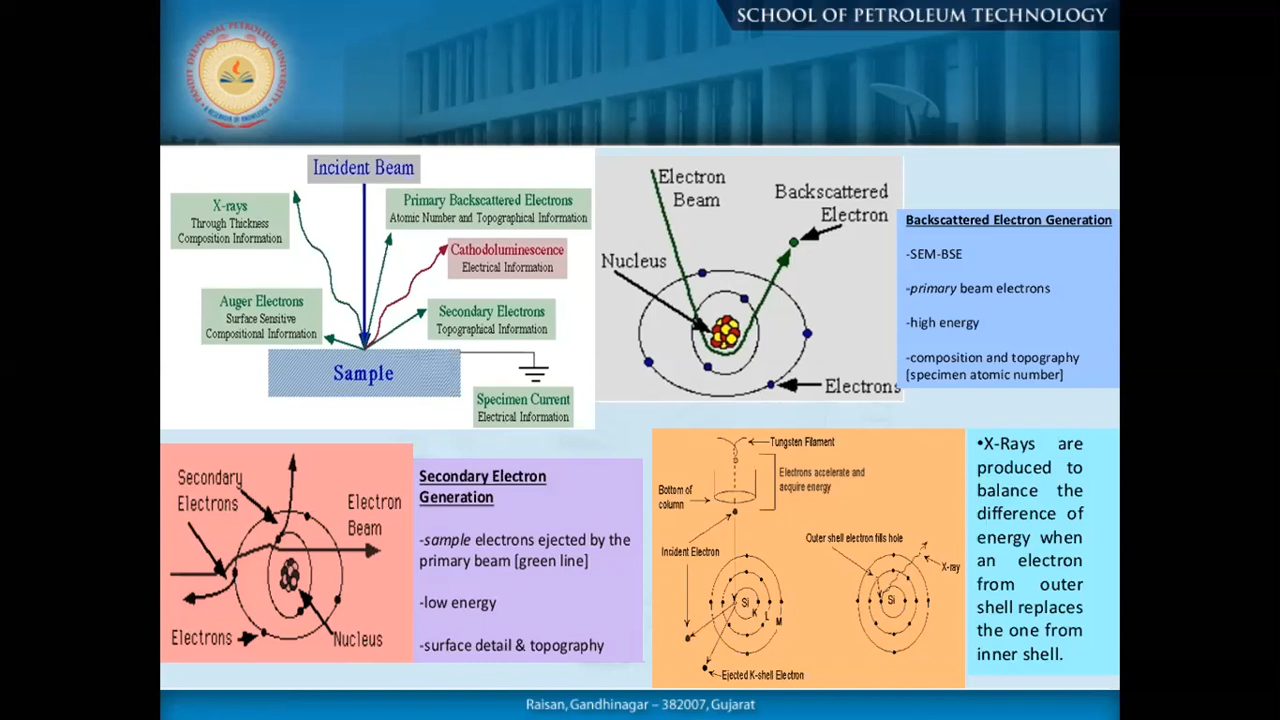 SCHOOL OF PETROLEUM TECHNOLOGY
PANDIT DEENDAYAL PETROLEUM UNIVERSITY
Incident Beam
X-rays
Through Thickness
Composition Information
Primary Backscattered Electrons
Atomic Number and Topographical Information
Cathodoluminescence
Electrical Information
Auger Electrons
Surface Sensitive
Compositional Information
Secondary Electrons
Topographical Information
Sample
Specimen Current
Electrical Information
Electron
Beam
Backscattered
Electron
Nucleus
Electrons
Backscattered Electron Generation
-SEM-BSE
-primary beam electrons
-high energy
-composition and topography
[specimen atomic number]
Secondary
Electrons
Electron
Beam
Electrons
Nucleus
Secondary Electron
Generation
-sample electrons ejected by the
primary beam [green line]
-low energy
-surface detail & topography
Tungsten Filament
Electrons accelerate and
acquire energy
Bottom of
column
Incident Electron
Outer shell electron fills hole
X-ray
Si
K
L
M
Si
Ejected K-shell Electron
•X-Rays are
produced to
balance the
difference of
energy when
an electron
from outer
shell replaces
the one from
inner shell.
Raisan, Gandhinagar – 382007, Gujarat